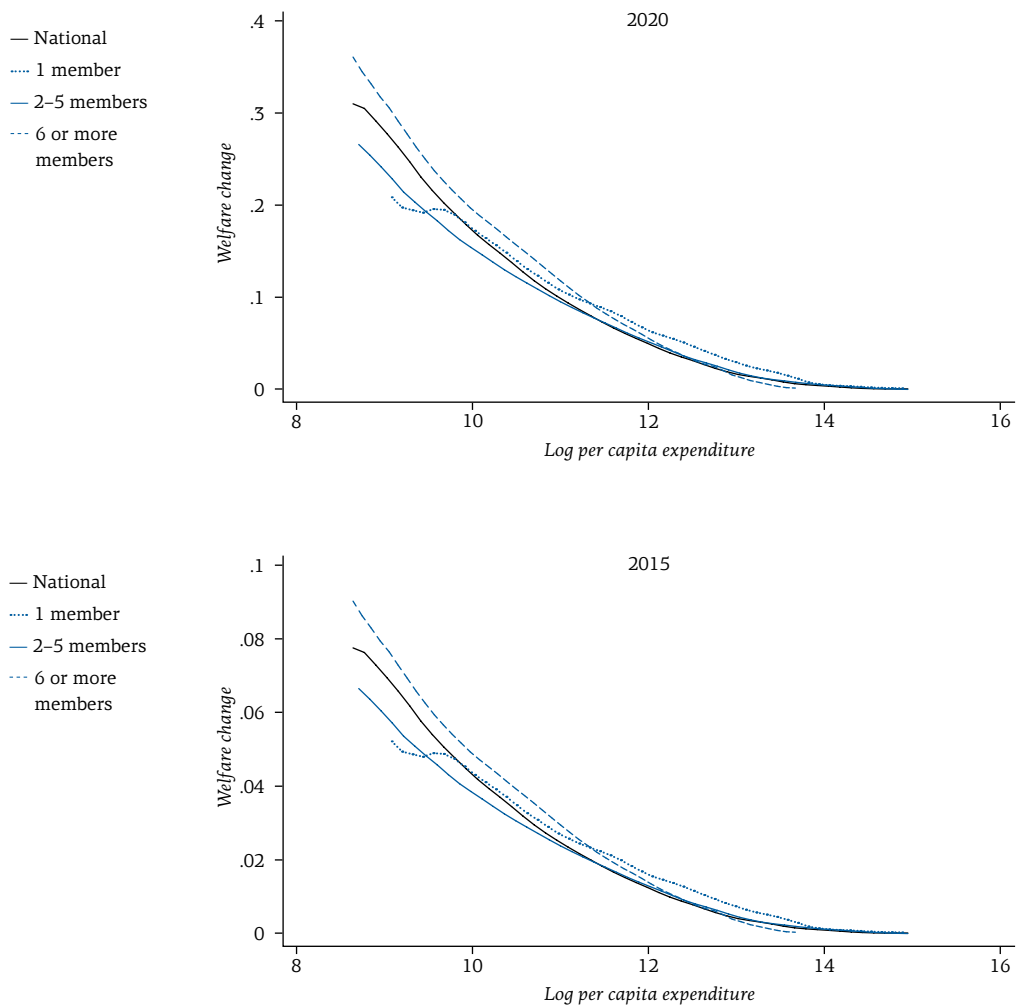 2020
National
1 member
2–5 members
6 or more
members
.4
.3
.2
.1
0
Welfare change
8
10
12
14
16
Log per capita expenditure
2015
National
1 member
2–5 members
6 or more
members
.1
.08
.06
.04
.02
0
Welfare change
8
10
12
14
16
Log per capita expenditure